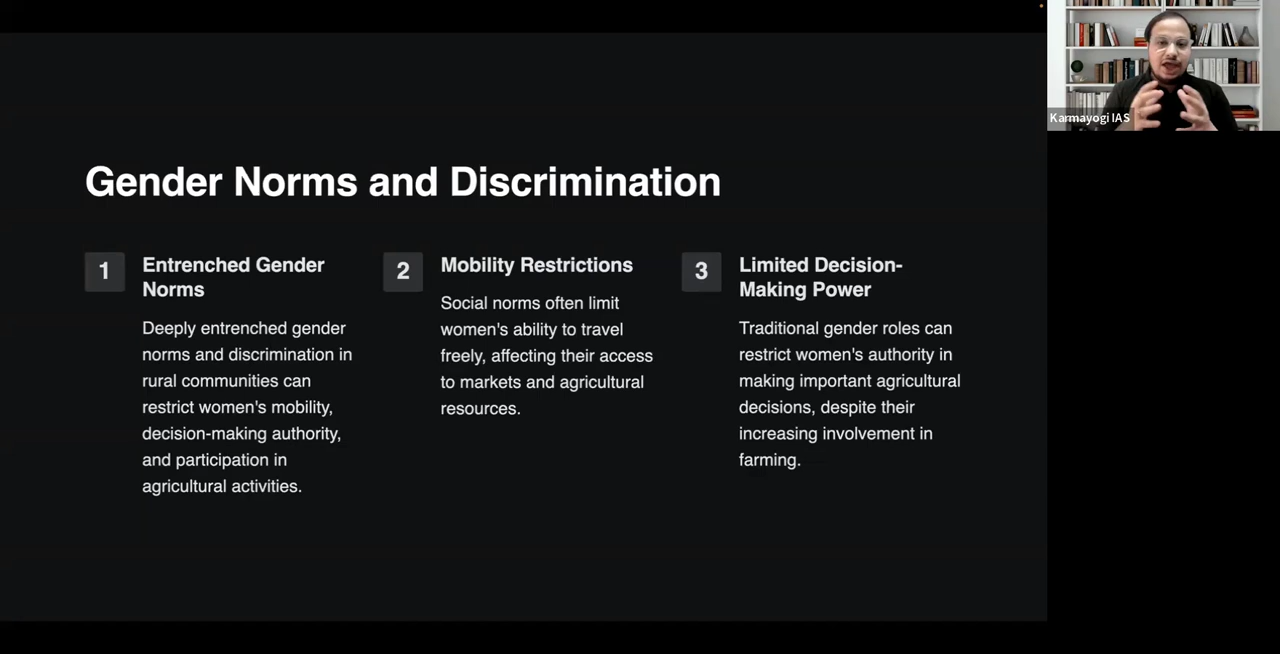 Gender Norms and Discrimination
1
Entrenched Gender
Norms
Deeply entrenched gender
norms and discrimination in
rural communities can
restrict women's mobility,
decision-making authority,
and participation in
agricultural activities.
2
Mobility Restrictions
Social norms often limit
women's ability to travel
freely, affecting their access
to markets and agricultural
resources.
3
Limited Decision-
Making Power
Traditional gender roles can
restrict women's authority in
making important agricultural
decisions, despite their
increasing involvement in
farming.
Karmayogi IAS